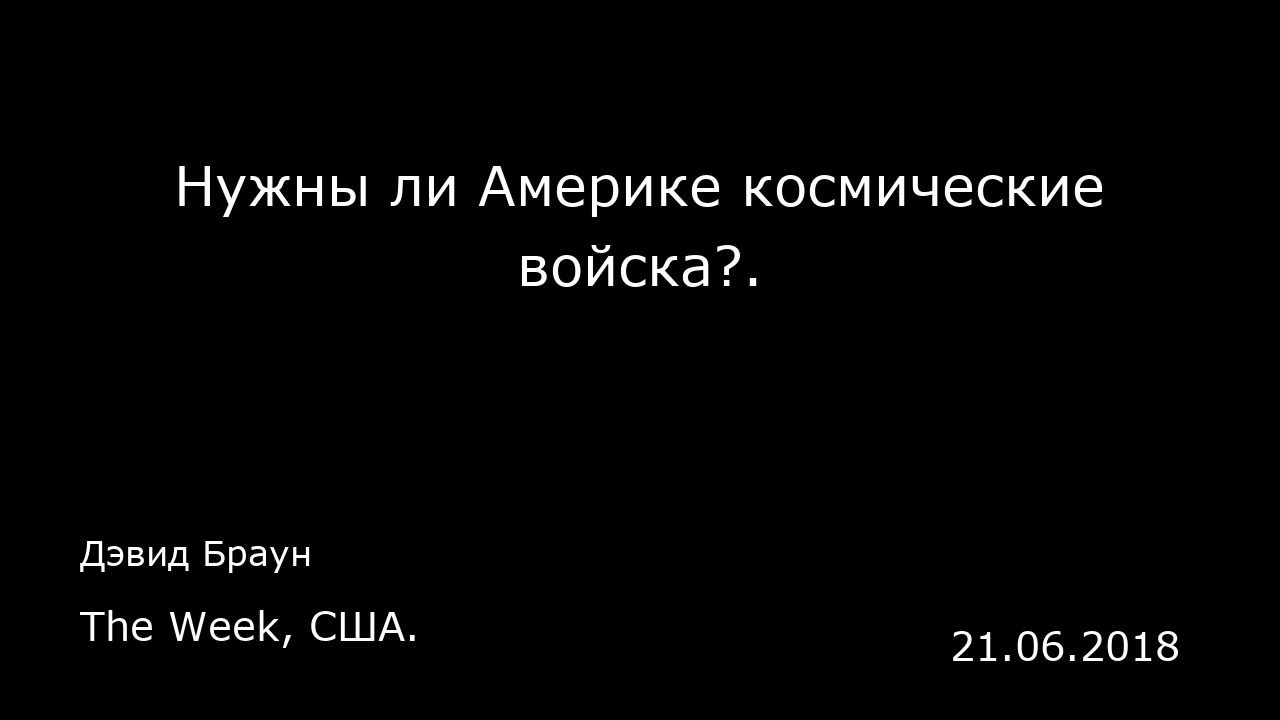 Нужны ли Америке космические
войска?.
Дэвид Браун
The Week, США.
21.06.2018